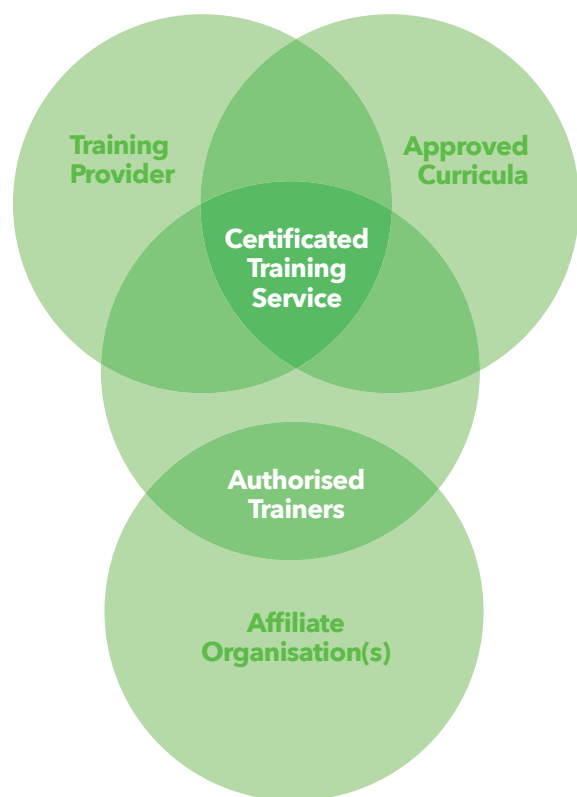 Training
Provider
Approved
Curricula
Certificated
Training
Service
Authorised
Trainers
Affiliate
Organisation(s)